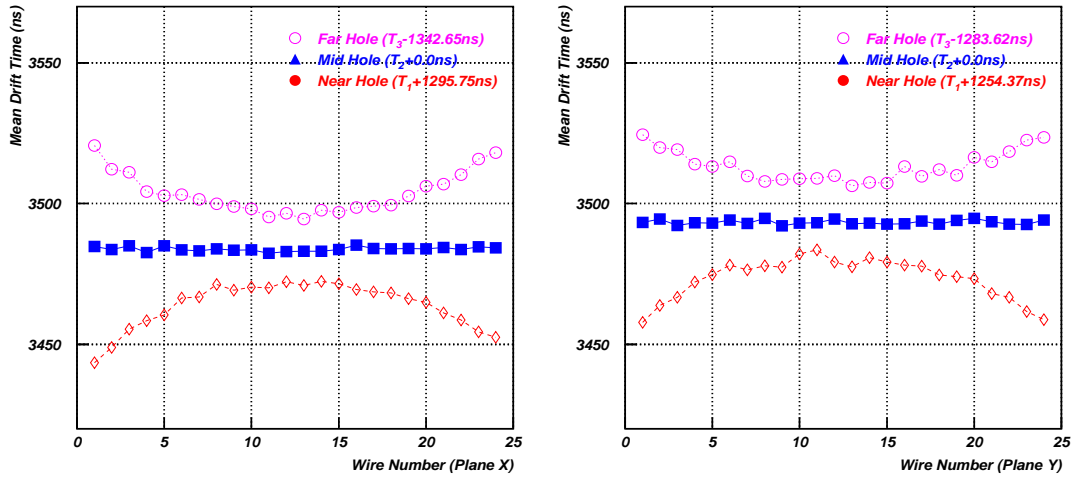 Mean Drift Time (ns)
3550
3500
3450
Far Hole (T3-1342.65ns)
Mid Hole (T2+0.0ns)
Near Hole (T1+1295.75ns)
0 5 10 15 20 25
Wire Number (Plane X)
Mean Drift Time (ns)
3550
3500
3450
Far Hole (T3-1283.62ns)
Mid Hole (T2+0.0ns)
Near Hole (T1+1254.37ns)
0 5 10 15 20 25
Wire Number (Plane Y)